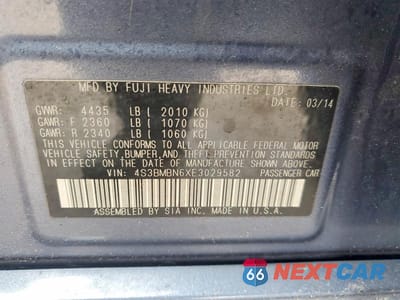 MFD BY FUJI HEAVY INDUSTRIES LTD.
DATE: 03/14
GVWR: 4435 LB ( 2010 KG)
GAWR: F 2360 LB ( 1070 KG)
GAWR: R 2340 LB ( 1060 KG)
THIS VEHICLE CONFORMS TO ALL APPLICABLE FEDERAL MOTOR
VEHICLE SAFETY, BUMPER, AND THEFT PREVENTION STANDARDS
IN EFFECT ON THE DATE OF MANUFACTURE SHOWN ABOVE.
VIN: 4S3BMBN6XE3029582 PASSENGER CAR
ASSEMBLED BY SIA INC. MADE IN U.S.A.
66 NEXTCAR